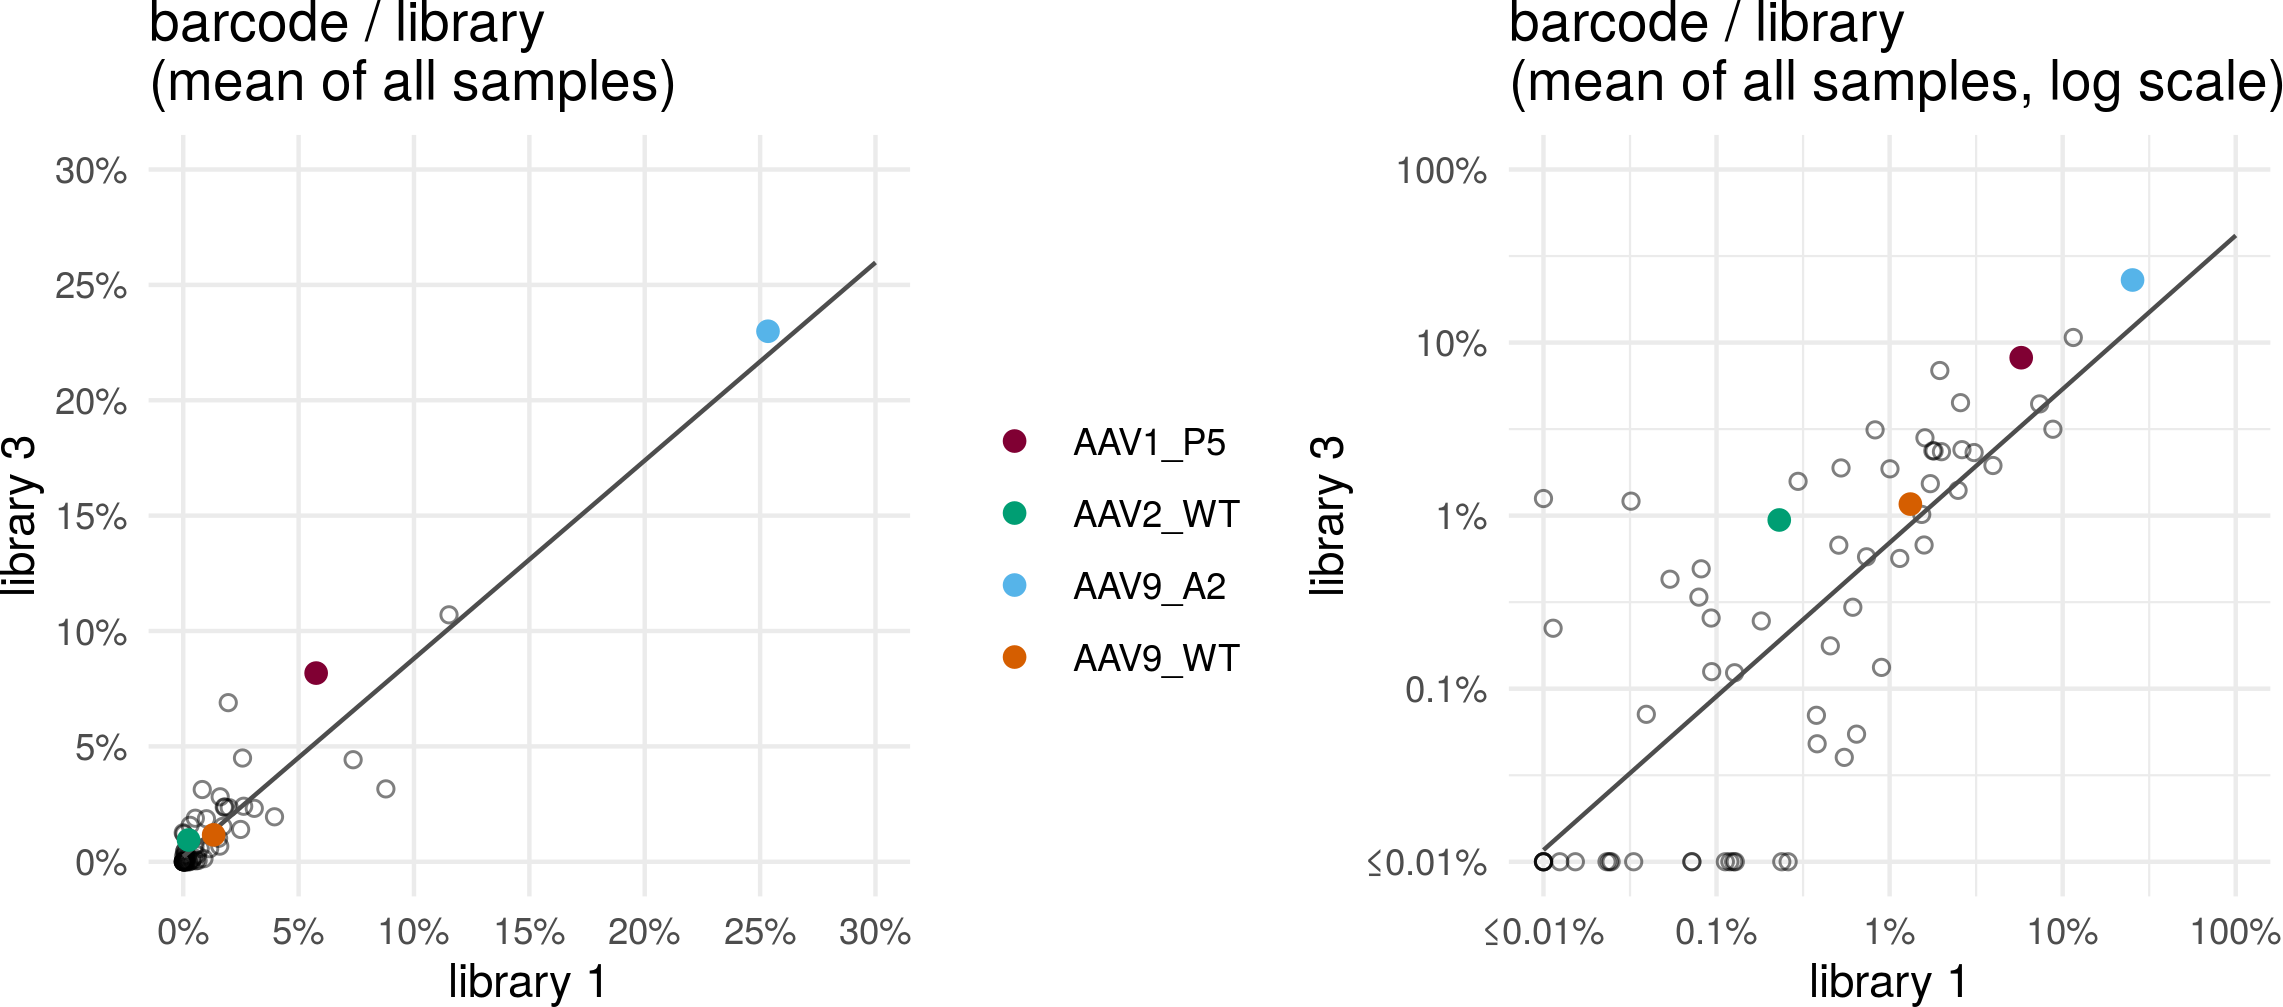 barcode / library
(mean of all samples)
30%
25%
20%
15%
10%
5%
0%
library 3
0%
5%
10%
15%
20%
25%
30%
library 1
AAV1_P5
AAV2_WT
AAV9_A2
AAV9_WT
barcode / library
(mean of all samples, log scale)
100%
10%
1%
0.1%
≤0.01%
library 3
≤0.01%
0.1%
1%
10%
100%
library 1